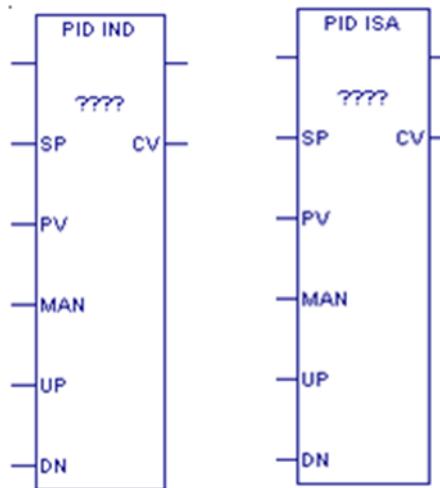 PID IND
????
SP CV
PV
MAN
UP
DN
PID ISA
????
SP CV
PV
MAN
UP
DN